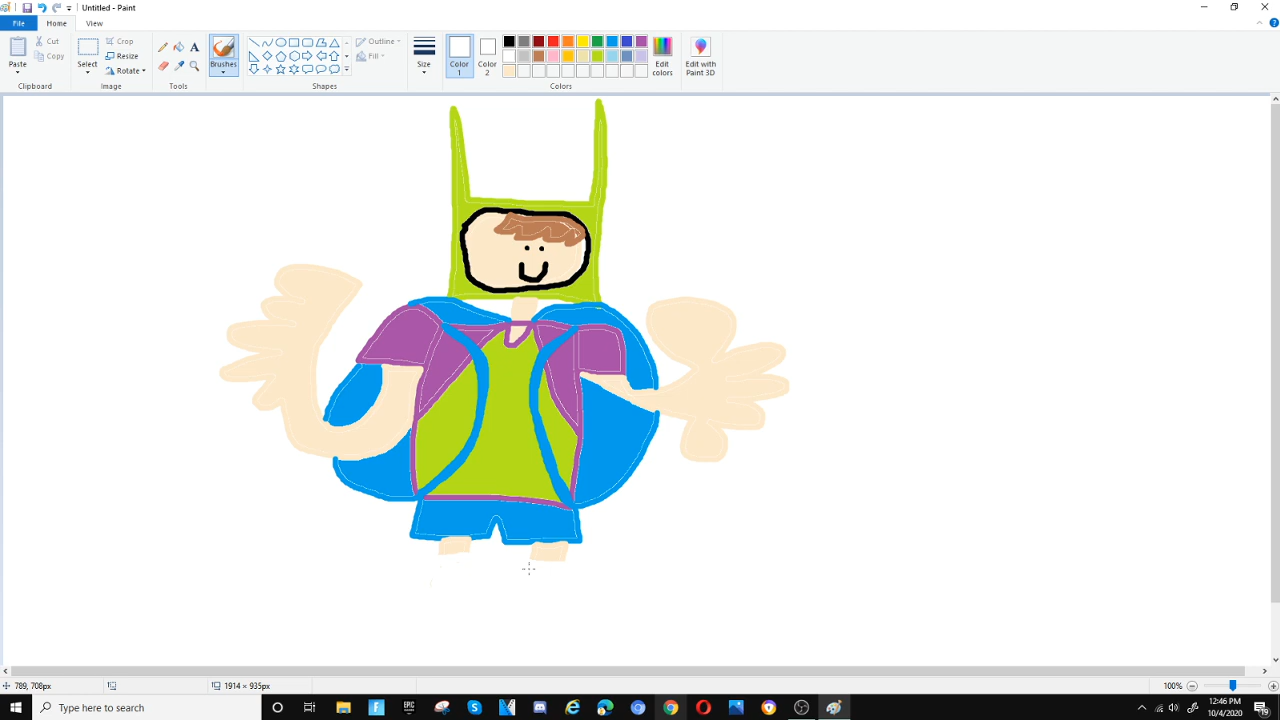 Untitled - Paint
File Home View
Paste
Cut
Copy
Clipboard
Select
Crop
Resize
Rotate
Image
A
Tools
Brushes
Outline
Fill
Shapes
Size
Color 1
Color 2
Edit colors
Edit with Paint 3D
Colors
789, 708px
1914 × 935px
100%
Type here to search
12:46 PM
10/4/2020